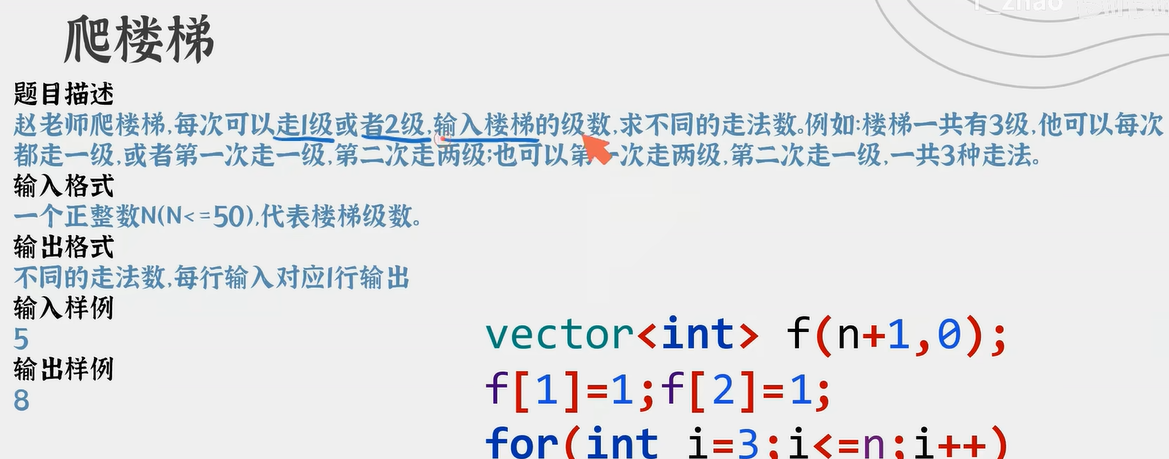 r_zhao
爬楼梯
题目描述
赵老师爬楼梯,每次可以走1级或者2级,输入楼梯的级数,求不同的走法数。例如:楼梯一共有3级,他可以每次
都走一级,或者第一次走一级,第二次走两级;也可以第一次走两级,第二次走一级,一共3种走法。
输入格式
一个正整数N(N<=50),代表楼梯级数。
输出格式
不同的走法数,每行输入对应1行输出
输入样例
5
输出样例
8
vector<int> f(n+1,0);
f[1]=1;f[2]=1;
for(int i=3;i<=n;i++)